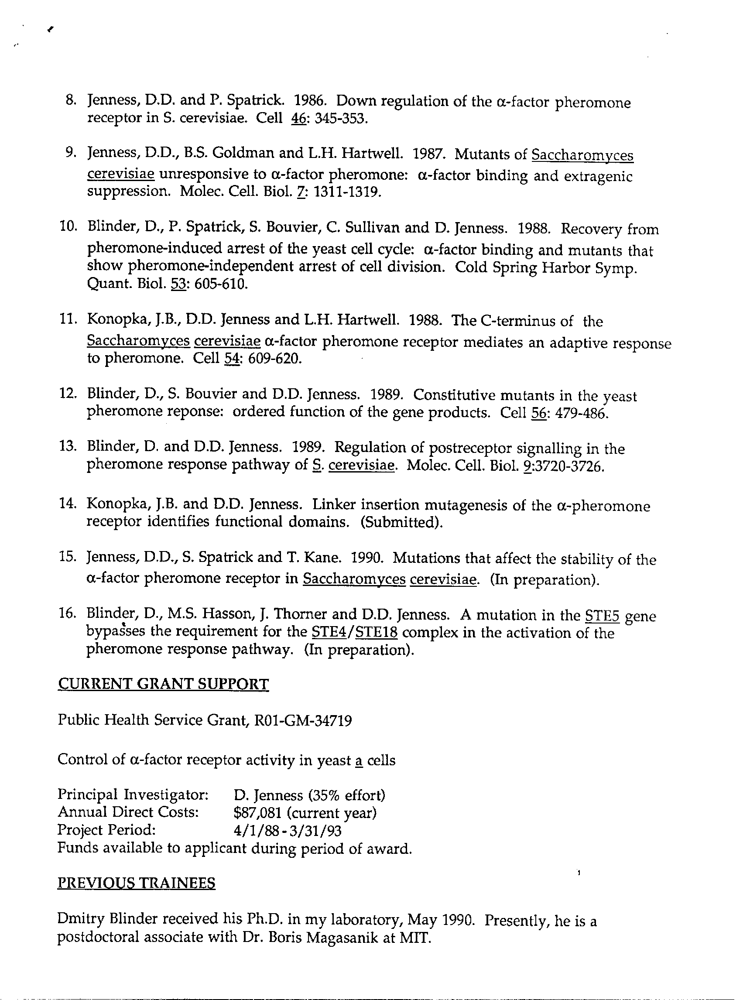 8. Jenness, D.D. and P. Spatrick. 1986. Down regulation of the α-factor pheromone
receptor in S. cerevisiae. Cell 46: 345-353.
9. Jenness, D.D., B.S. Goldman and L.H. Hartwell. 1987. Mutants of Saccharomyces
cerevisiae unresponsive to α-factor pheromone: α-factor binding and extragenic
suppression. Molec. Cell. Biol. 7: 1311-1319.
10. Blinder, D., P. Spatrick, S. Bouvier, C. Sullivan and D. Jenness. 1988. Recovery from
pheromone-induced arrest of the yeast cell cycle: α-factor binding and mutants that
show pheromone-independent arrest of cell division. Cold Spring Harbor Symp.
Quant. Biol. 53: 605-610.
11. Konopka, J.B., D.D. Jenness and L.H. Hartwell. 1988. The C-terminus of the
Saccharomyces cerevisiae α-factor pheromone receptor mediates an adaptive response
to pheromone. Cell 54: 609-620.
12. Blinder, D., S. Bouvier and D.D. Jenness. 1989. Constitutive mutants in the yeast
pheromone reponse: ordered function of the gene products. Cell 56: 479-486.
13. Blinder, D. and D.D. Jenness. 1989. Regulation of postreceptor signalling in the
pheromone response pathway of S. cerevisiae. Molec. Cell. Biol. 9:3720-3726.
14. Konopka, J.B. and D.D. Jenness. Linker insertion mutagenesis of the α-pheromone
receptor identifies functional domains. (Submitted).
15. Jenness, D.D., S. Spatrick and T. Kane. 1990. Mutations that affect the stability of the
α-factor pheromone receptor in Saccharomyces cerevisiae. (In preparation).
16. Blinder, D., M.S. Hasson, J. Thorner and D.D. Jenness. A mutation in the STE5 gene
bypasses the requirement for the STE4/STE18 complex in the activation of the
pheromone response pathway. (In preparation).
CURRENT GRANT SUPPORT
Public Health Service Grant, R01-GM-34719
Control of α-factor receptor activity in yeast a cells
Principal Investigator: D. Jenness (35% effort)
Annual Direct Costs: $87,081 (current year)
Project Period: 4/1/88 - 3/31/93
Funds available to applicant during period of award.
PREVIOUS TRAINEES
Dmitry Blinder received his Ph.D. in my laboratory, May 1990. Presently, he is a
postdoctoral associate with Dr. Boris Magasanik at MIT.